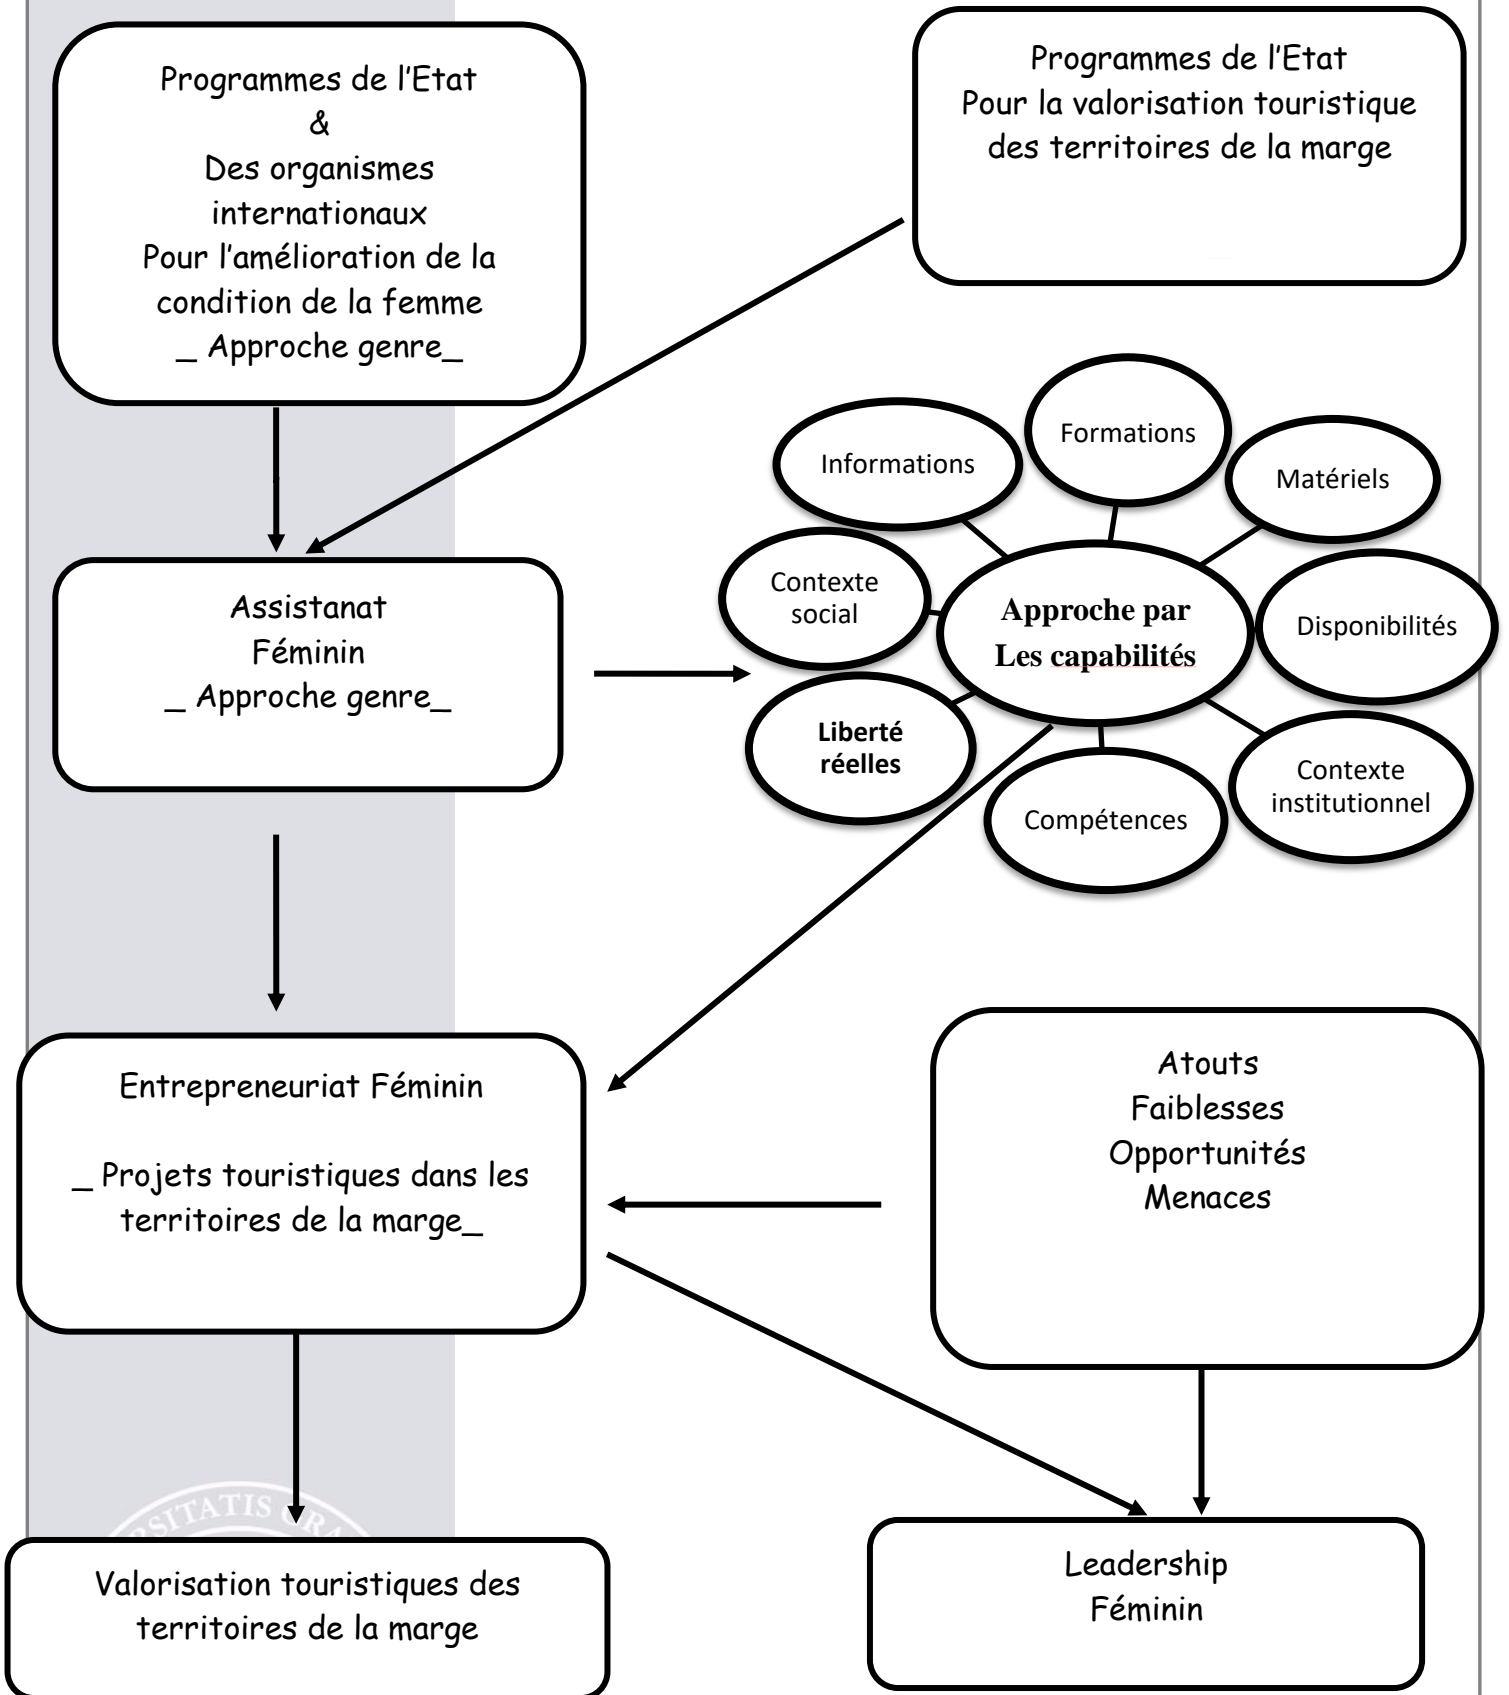 Programmes de l'Etat
&
Des organismes
internationaux
Pour l'amélioration de la
condition de la femme
_ Approche genre_
Programmes de l'Etat
Pour la valorisation touristique
des territoires de la marge
Informations
Formations
Matériels
Contexte
social
Approche par
Les capabilités
Disponibilités
Liberté
réelles
Compétences
Contexte
institutionnel
Assistanat
Féminin
_ Approche genre_
Entrepreneuriat Féminin
_ Projets touristiques dans les
territoires de la marge_
Atouts
Faiblesses
Opportunités
Menaces
Valorisation touristiques des
territoires de la marge
Leadership
Féminin